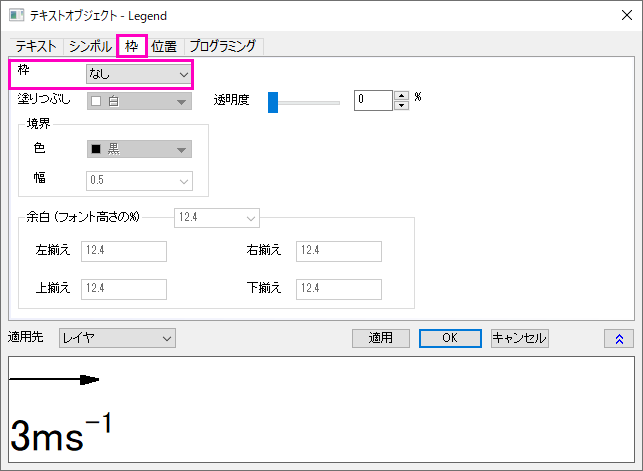 テキストオブジェクト - Legend
テキスト シンボル 枠 位置 プログラミング
枠 なし
塗りつぶし 白 透明度 0 %
境界
色 黒
幅 0.5
余白 (フォント高さの%) 12.4
左揃え 12.4 右揃え 12.4
上揃え 12.4 下揃え 12.4
適用先 レイヤ 適用 OK キャンセル
3ms⁻¹